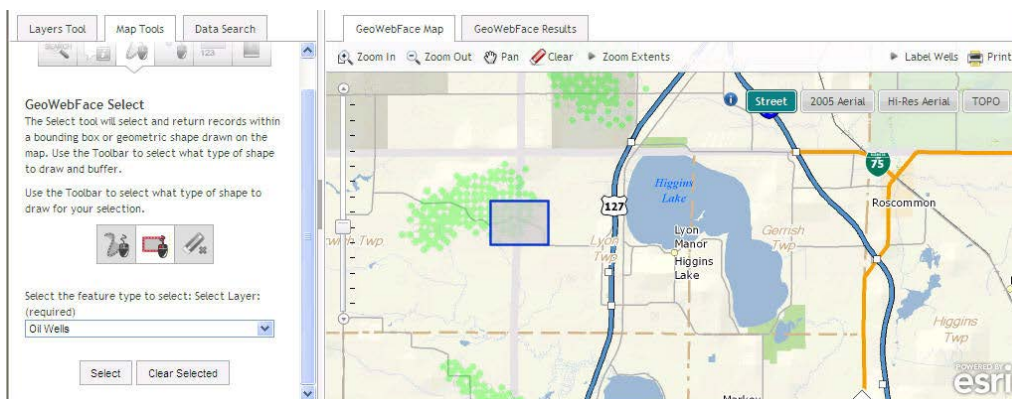 Layers Tool
Map Tools
Data Search
SEARCH
123
GeoWebFace Select
The Select tool will select and return records within
a bounding box or geometric shape drawn on the
map. Use the Toolbar to select what type of shape
to draw and buffer.
Use the Toolbar to select what type of shape to
draw for your selection.
Select the feature type to select: Select Layer:
(required)
Oil Wells
Select
Clear Selected
GeoWebFace Map
GeoWebFace Results
Zoom In
Zoom Out
Pan
Clear
Zoom Extents
Label Wells
Print
Street
2005 Aerial
Hi-Res Aerial
TOPO
75
Higgins
Lake
127
Roscommon
Lyon
Twp
Lyon
Manor
Higgins
Lake
Gerrish
Twp
Twp
Higgins
Twp
POWERED BY
esri